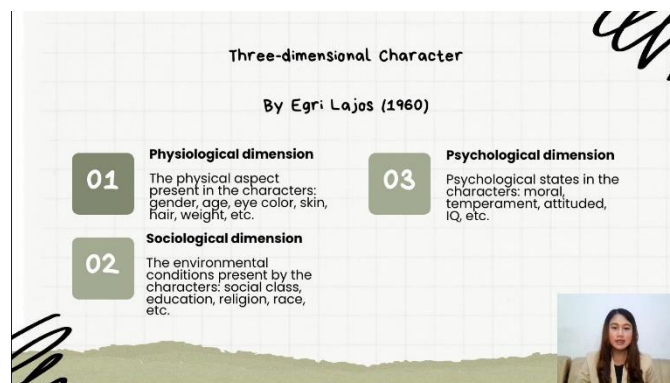 Three-dimensional Character
By Egri Lajos (1960)
01
Physiological dimension
The physical aspect
present in the characters:
gender, age, eye color, skin,
hair, weight, etc.
02
Sociological dimension
The environmental
conditions present by the
characters: social class,
education, religion, race,
etc.
03
Psychological dimension
Psychological states in the
characters: moral,
temperament, attituded,
IQ, etc.